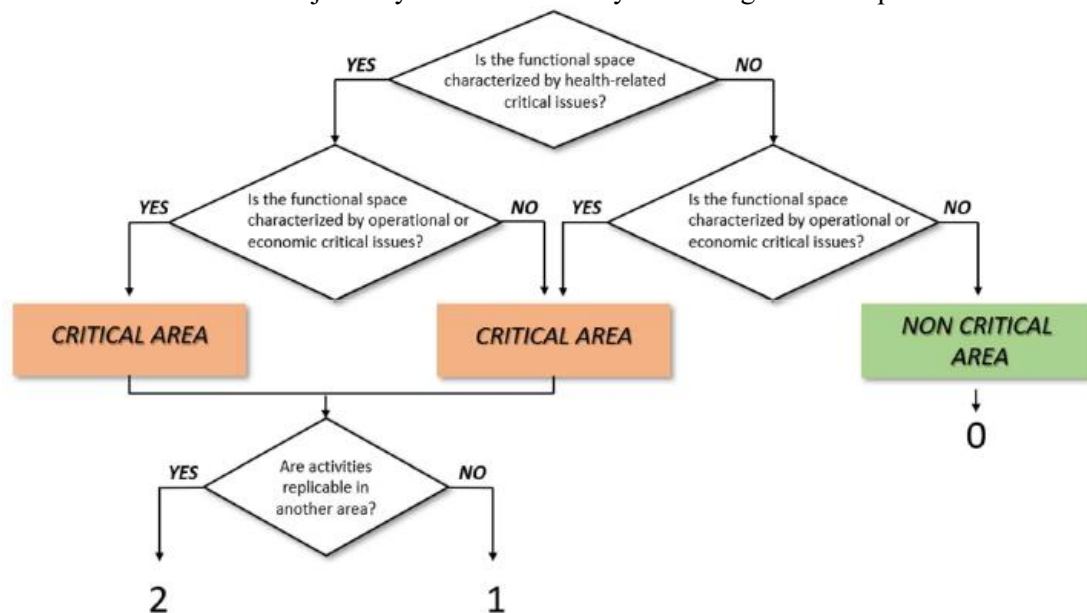 Is the functional space
characterized by health-related
critical issues?
YES
NO
Is the functional space
characterized by operational or
economic critical issues?
YES
NO
Is the functional space
characterized by operational or
economic critical issues?
YES
NO
CRITICAL AREA
CRITICAL AREA
NON CRITICAL
AREA
0
Are activities
replicable in
another area?
YES
NO
2
1